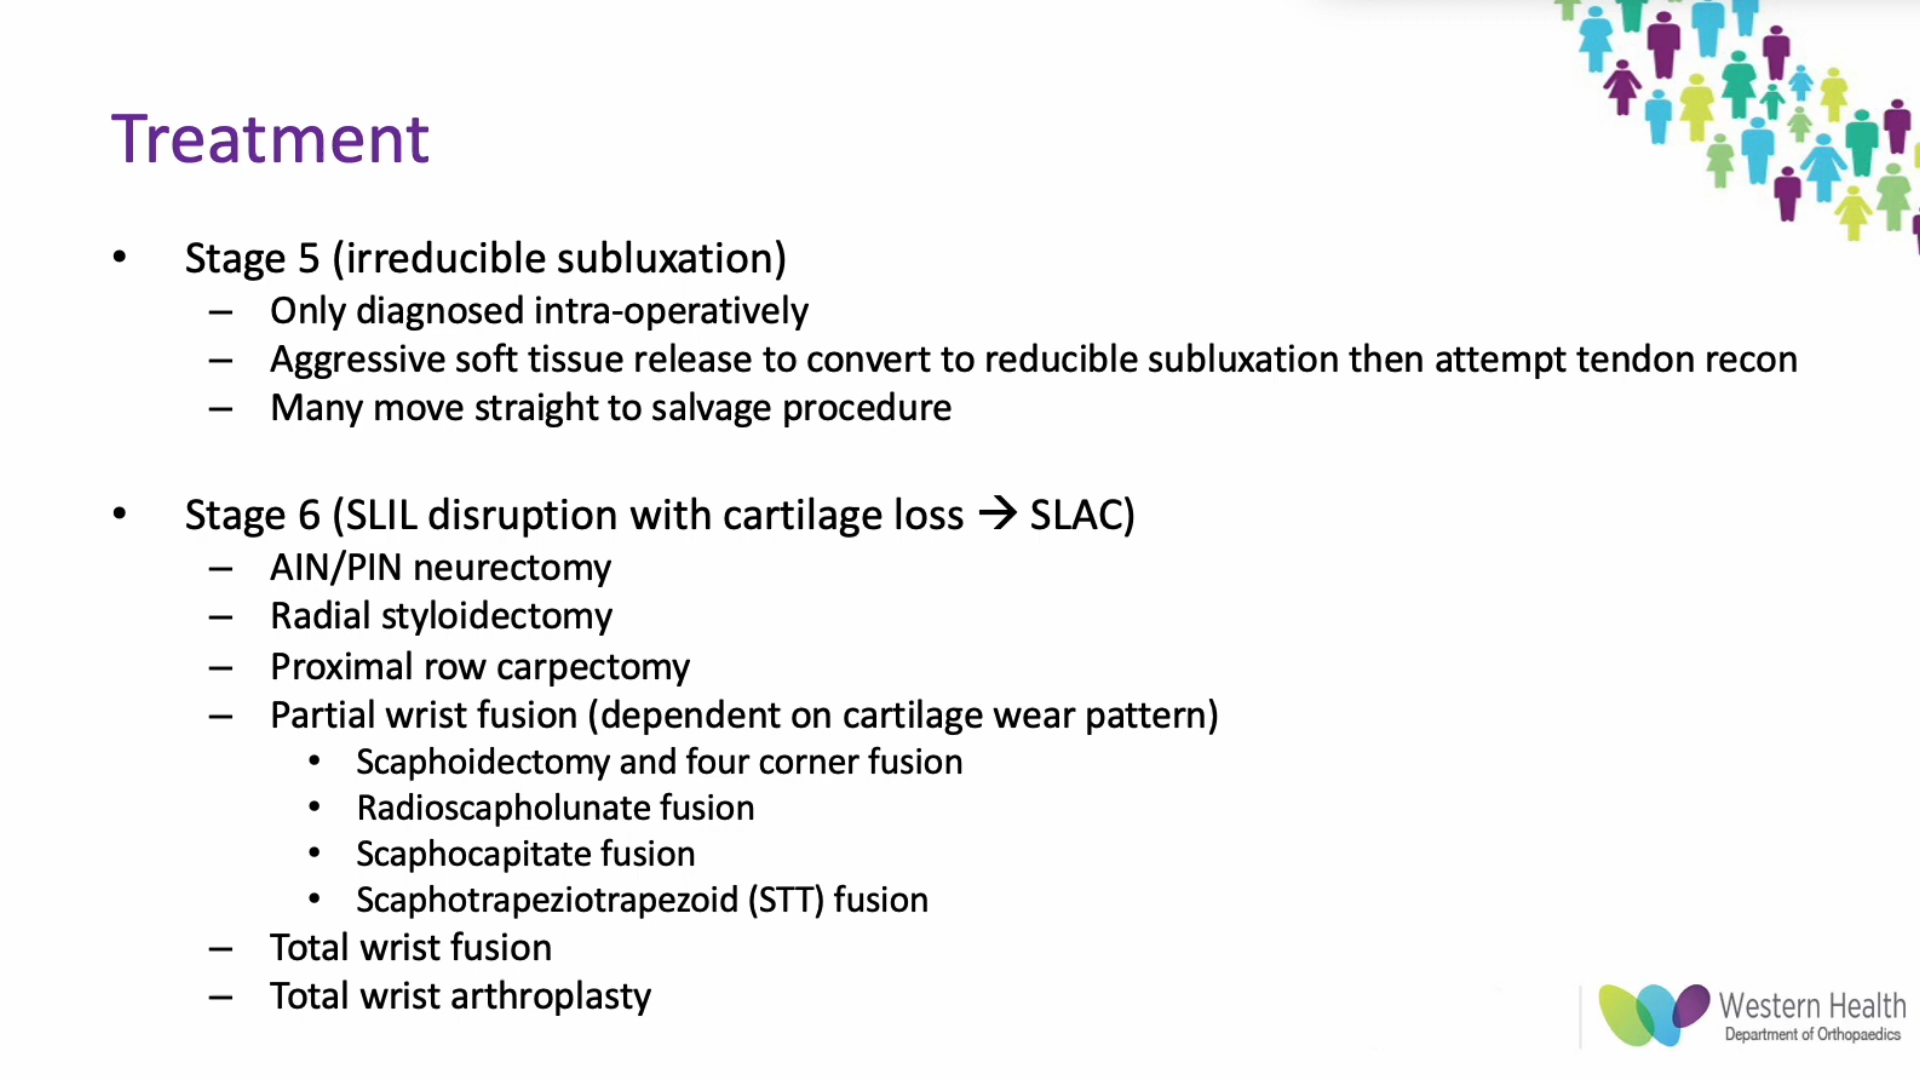 Treatment
• Stage 5 (irreducible subluxation)
– Only diagnosed intra-operatively
– Aggressive soft tissue release to convert to reducible subluxation then attempt tendon recon
– Many move straight to salvage procedure
• Stage 6 (SLIL disruption with cartilage loss → SLAC)
– AIN/PIN neurectomy
– Radial styloidectomy
– Proximal row carpectomy
– Partial wrist fusion (dependent on cartilage wear pattern)
• Scaphoidectomy and four corner fusion
• Radioscapholunate fusion
• Scaphocapitate fusion
• Scaphotrapeziotrapezoid (STT) fusion
– Total wrist fusion
– Total wrist arthroplasty
Western Health
Department of Orthopaedics